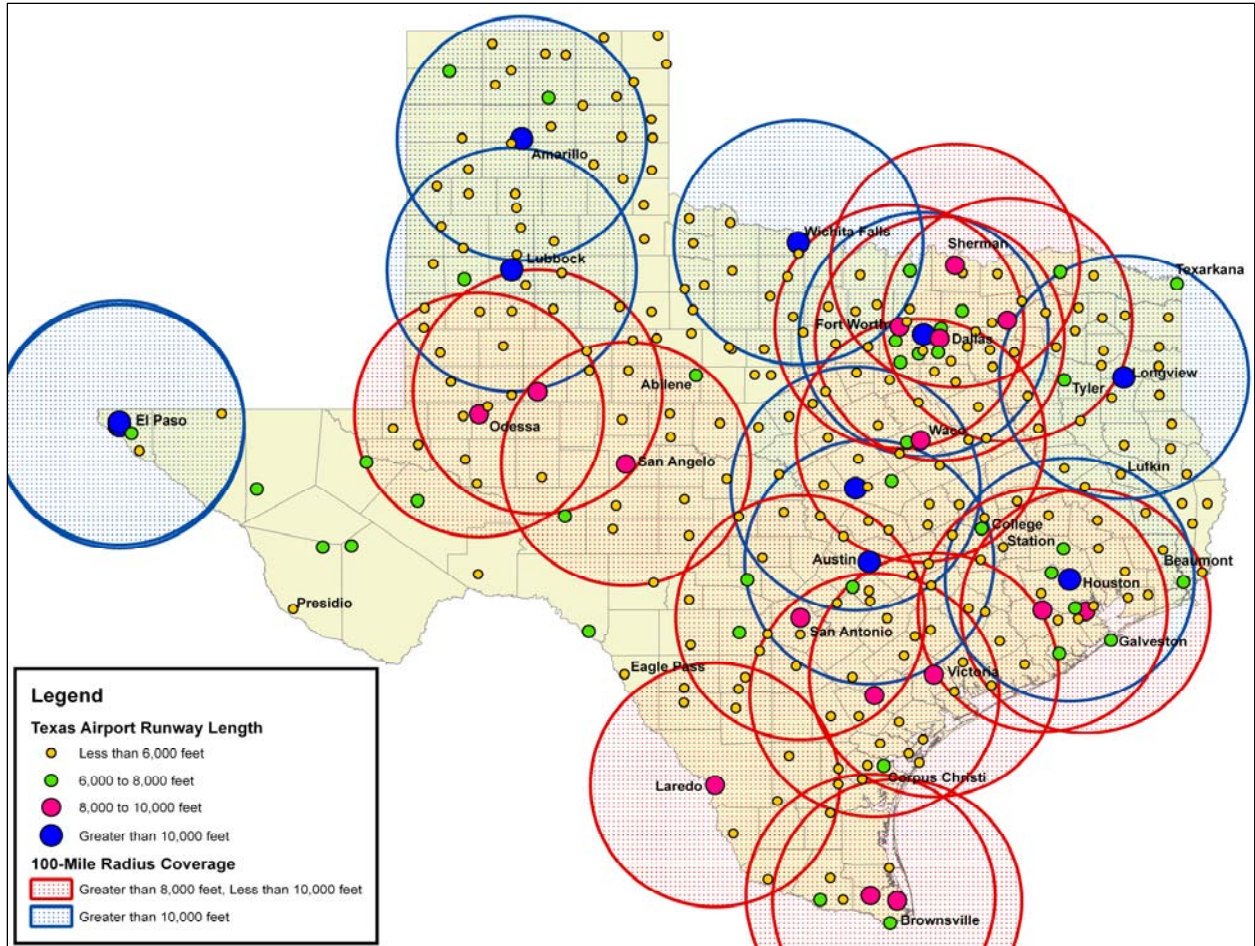 Amarillo
Lubbock
Wichita Falls
Sherman
Texarkana
Fort Worth
Dallas
Longview
Tyler
Abilene
El Paso
Odessa
San Angelo
Waco
Lufkin
College
Station
Austin
Houston
Beaumont
Presidio
San Antonio
Galveston
Eagle Pass
Victoria
Laredo
Corpus Christi
Brownsville
Legend
Texas Airport Runway Length
Less than 6,000 feet
6,000 to 8,000 feet
8,000 to 10,000 feet
Greater than 10,000 feet
100-Mile Radius Coverage
Greater than 8,000 feet, Less than 10,000 feet
Greater than 10,000 feet